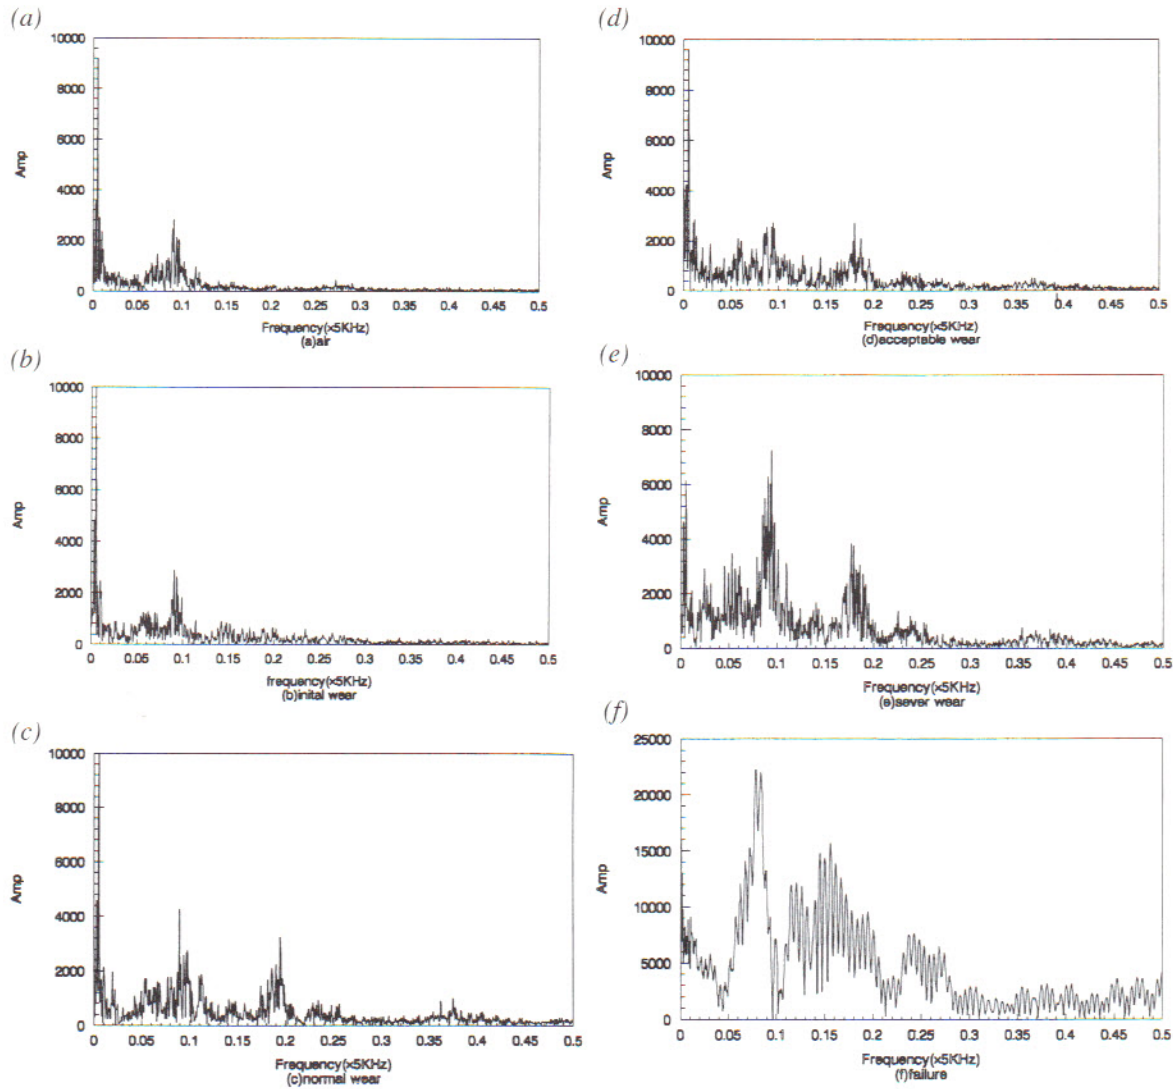 (a)
10000
8000
6000
4000
2000
0
Amp
0 0.05 0.1 0.15 0.2 0.25 0.3 0.35 0.4 0.45 0.5
Frequency(×5KHz)
(a)air
(b)
10000
8000
6000
4000
2000
0
Amp
0 0.05 0.1 0.15 0.2 0.25 0.3 0.35 0.4 0.45 0.5
frequency(×5KHz)
(b)inital wear
(c)
10000
8000
6000
4000
2000
0
Amp
0 0.05 0.1 0.15 0.2 0.25 0.3 0.35 0.4 0.45 0.5
Frequency(×5KHz)
(c)normal wear
(d)
10000
8000
6000
4000
2000
0
Amp
0 0.05 0.1 0.15 0.2 0.25 0.3 0.35 0.4 0.45 0.5
Frequency(×5KHz)
(d)acceptable wear
(e)
10000
8000
6000
4000
2000
0
Amp
0 0.05 0.1 0.15 0.2 0.25 0.3 0.35 0.4 0.45 0.5
Frequency(×5KHz)
(e)sever wear
(f)
25000
20000
15000
10000
5000
0
Amp
0 0.05 0.1 0.15 0.2 0.25 0.3 0.35 0.4 0.45 0.5
Frequency(×5KHz)
(f)failure